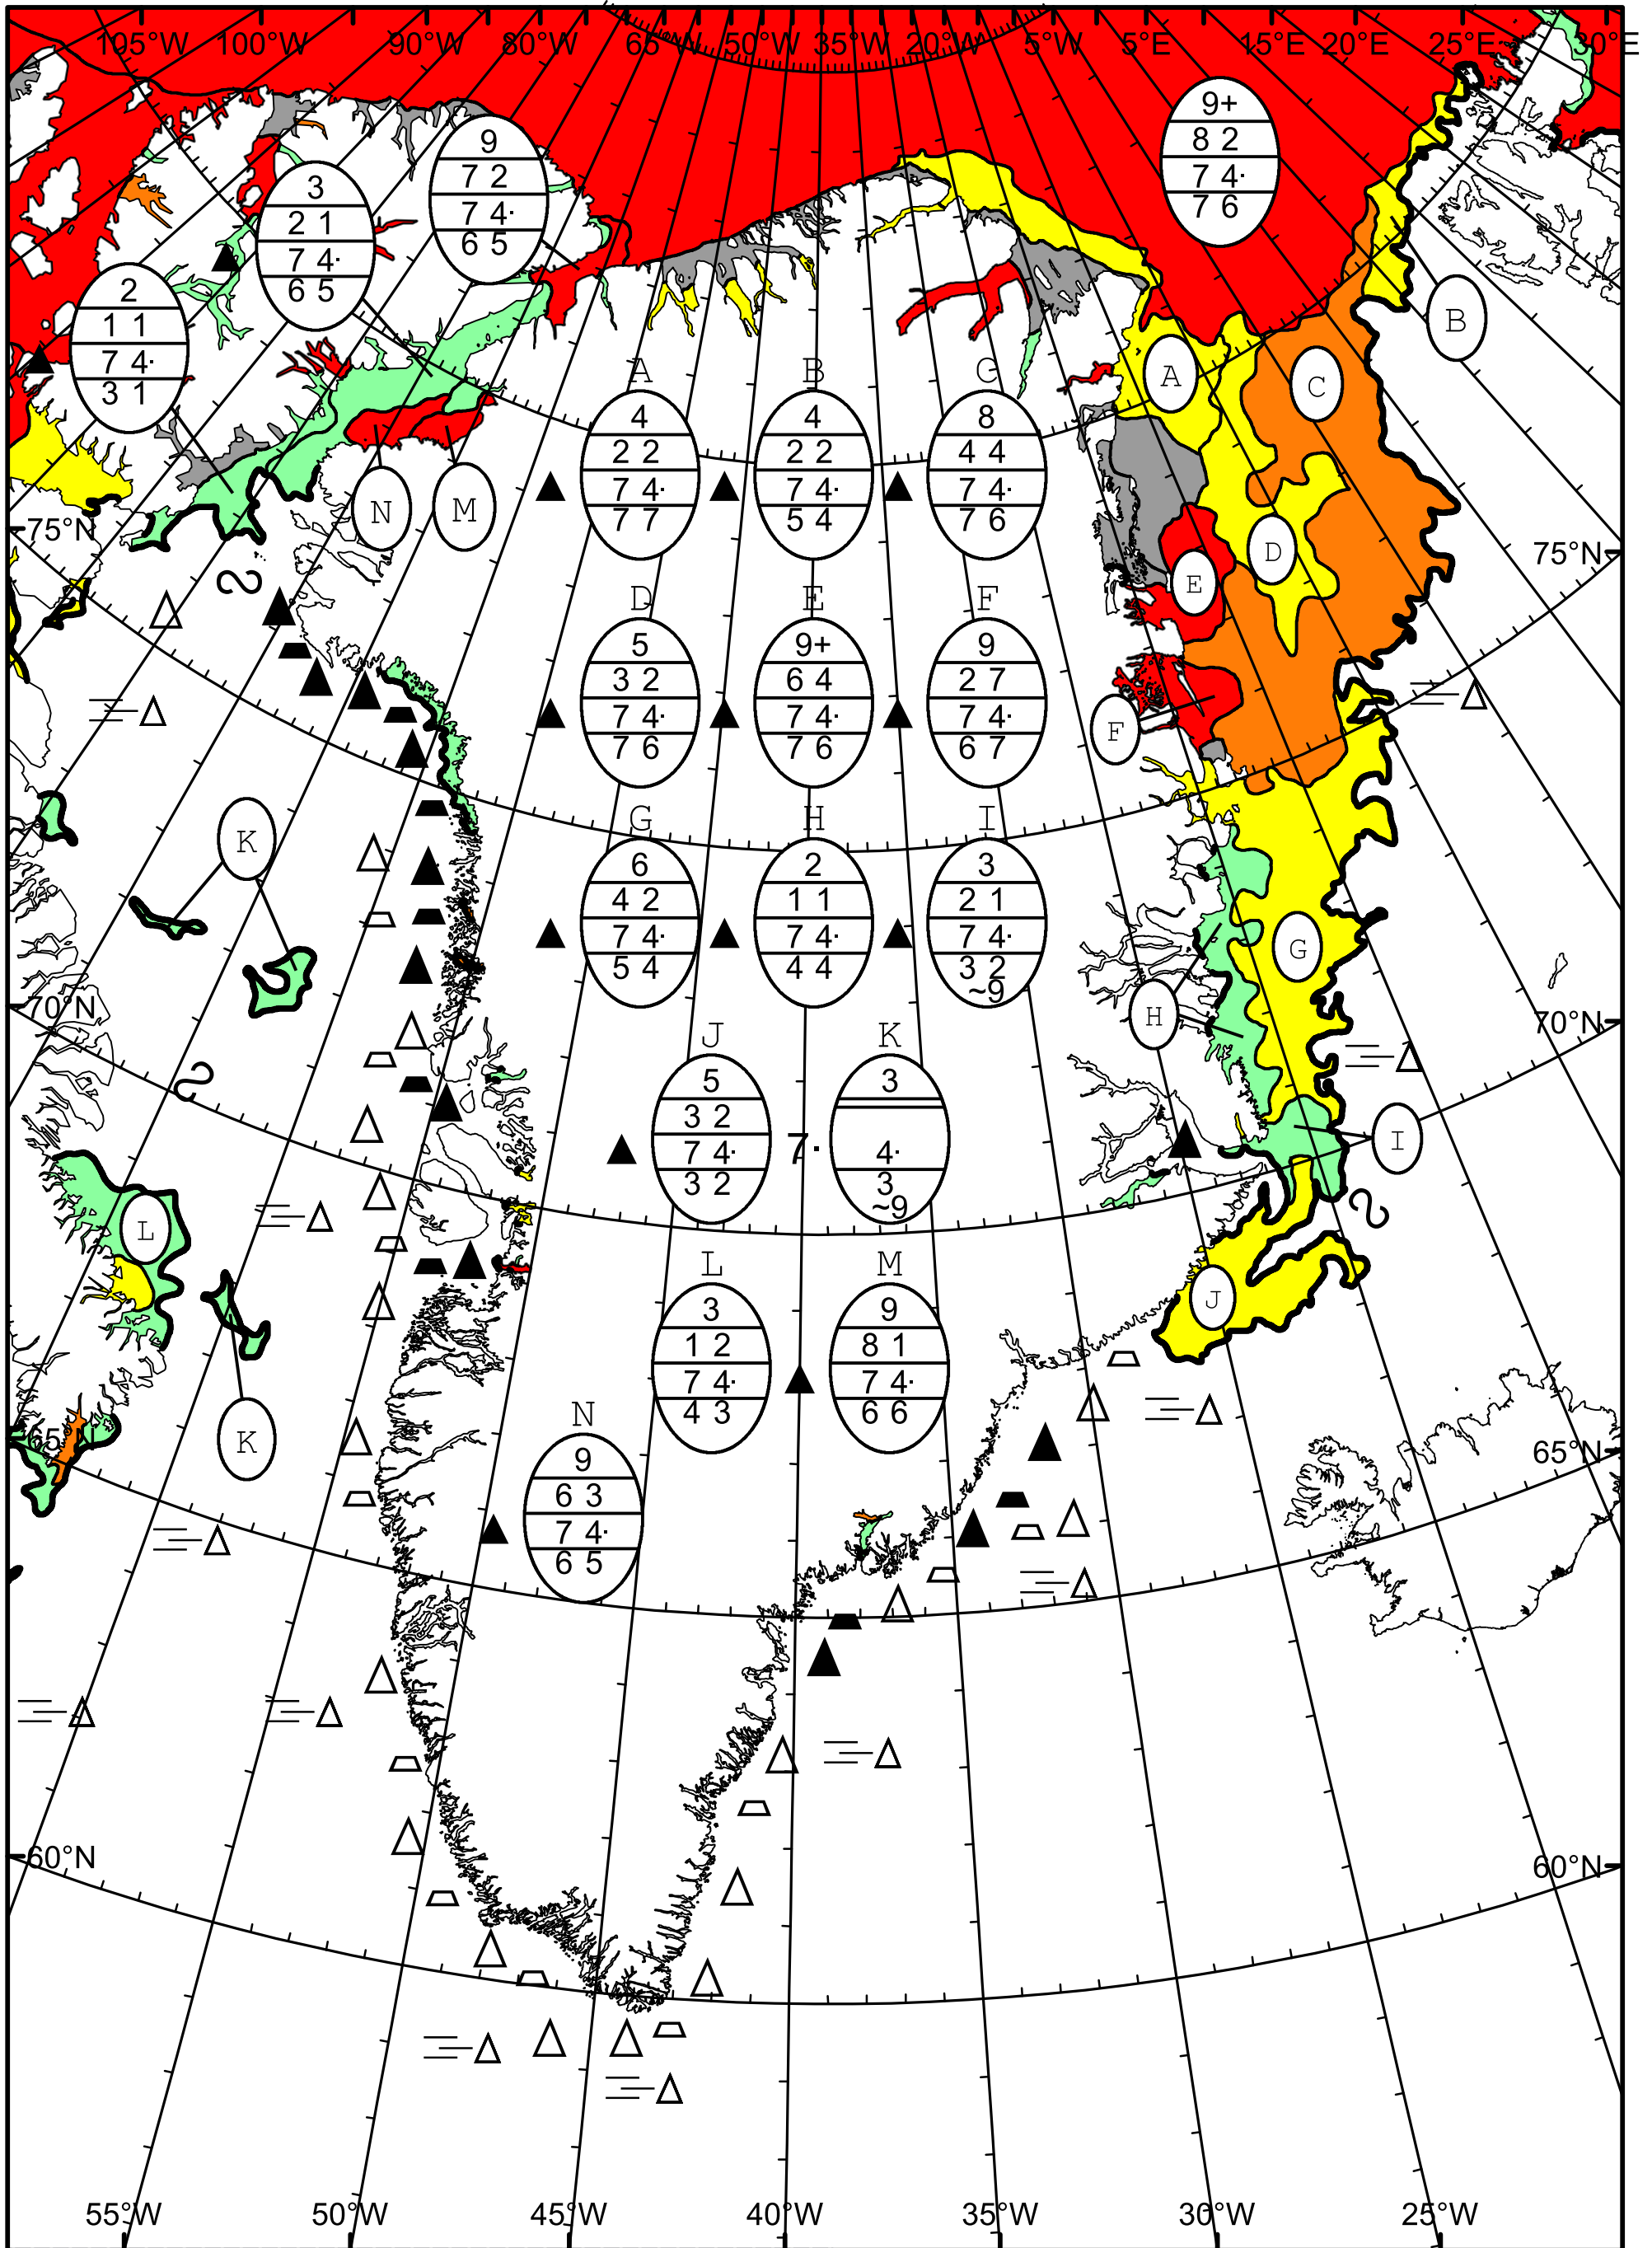 105°W 100°W 90°W 80°W 65°W 50°W 35°W 20°W 5°W 5°E 15°E 20°E 25°E 30°E
9+
8 2
7 4·
7 6
9
7 2
7 4·
6 5
3
2 1
7 4·
6 5
2
1 1
7 4·
3 1
B
A
C
A B C
4 4 8
2 2 2 2 4 4
7 4· 7 4· 7 4·
7 7 5 4 7 6
N M
75°N 75°N
D
E
D E F
5 9+ 9
3 2 6 4 2 7
7 4· 7 4· 7 4·
7 6 7 6 6 7
F
K
G H I
6 2 3
4 2 1 1 2 1
7 4· 7 4· 7 4·
5 4 4 4 3 2
~9
G
70°N 70°N
H
J K
5 3
3 2
7 4· 7· 4·
3 2 3
~9
I
L
J
L M
3 9
1 2 8 1
7 4· 7 4·
4 3 6 6
K
65°N 65°N
N
9
6 3
7 4·
6 5
60°N 60°N
55°W 50°W 45°W 40°W 35°W 30°W 25°W